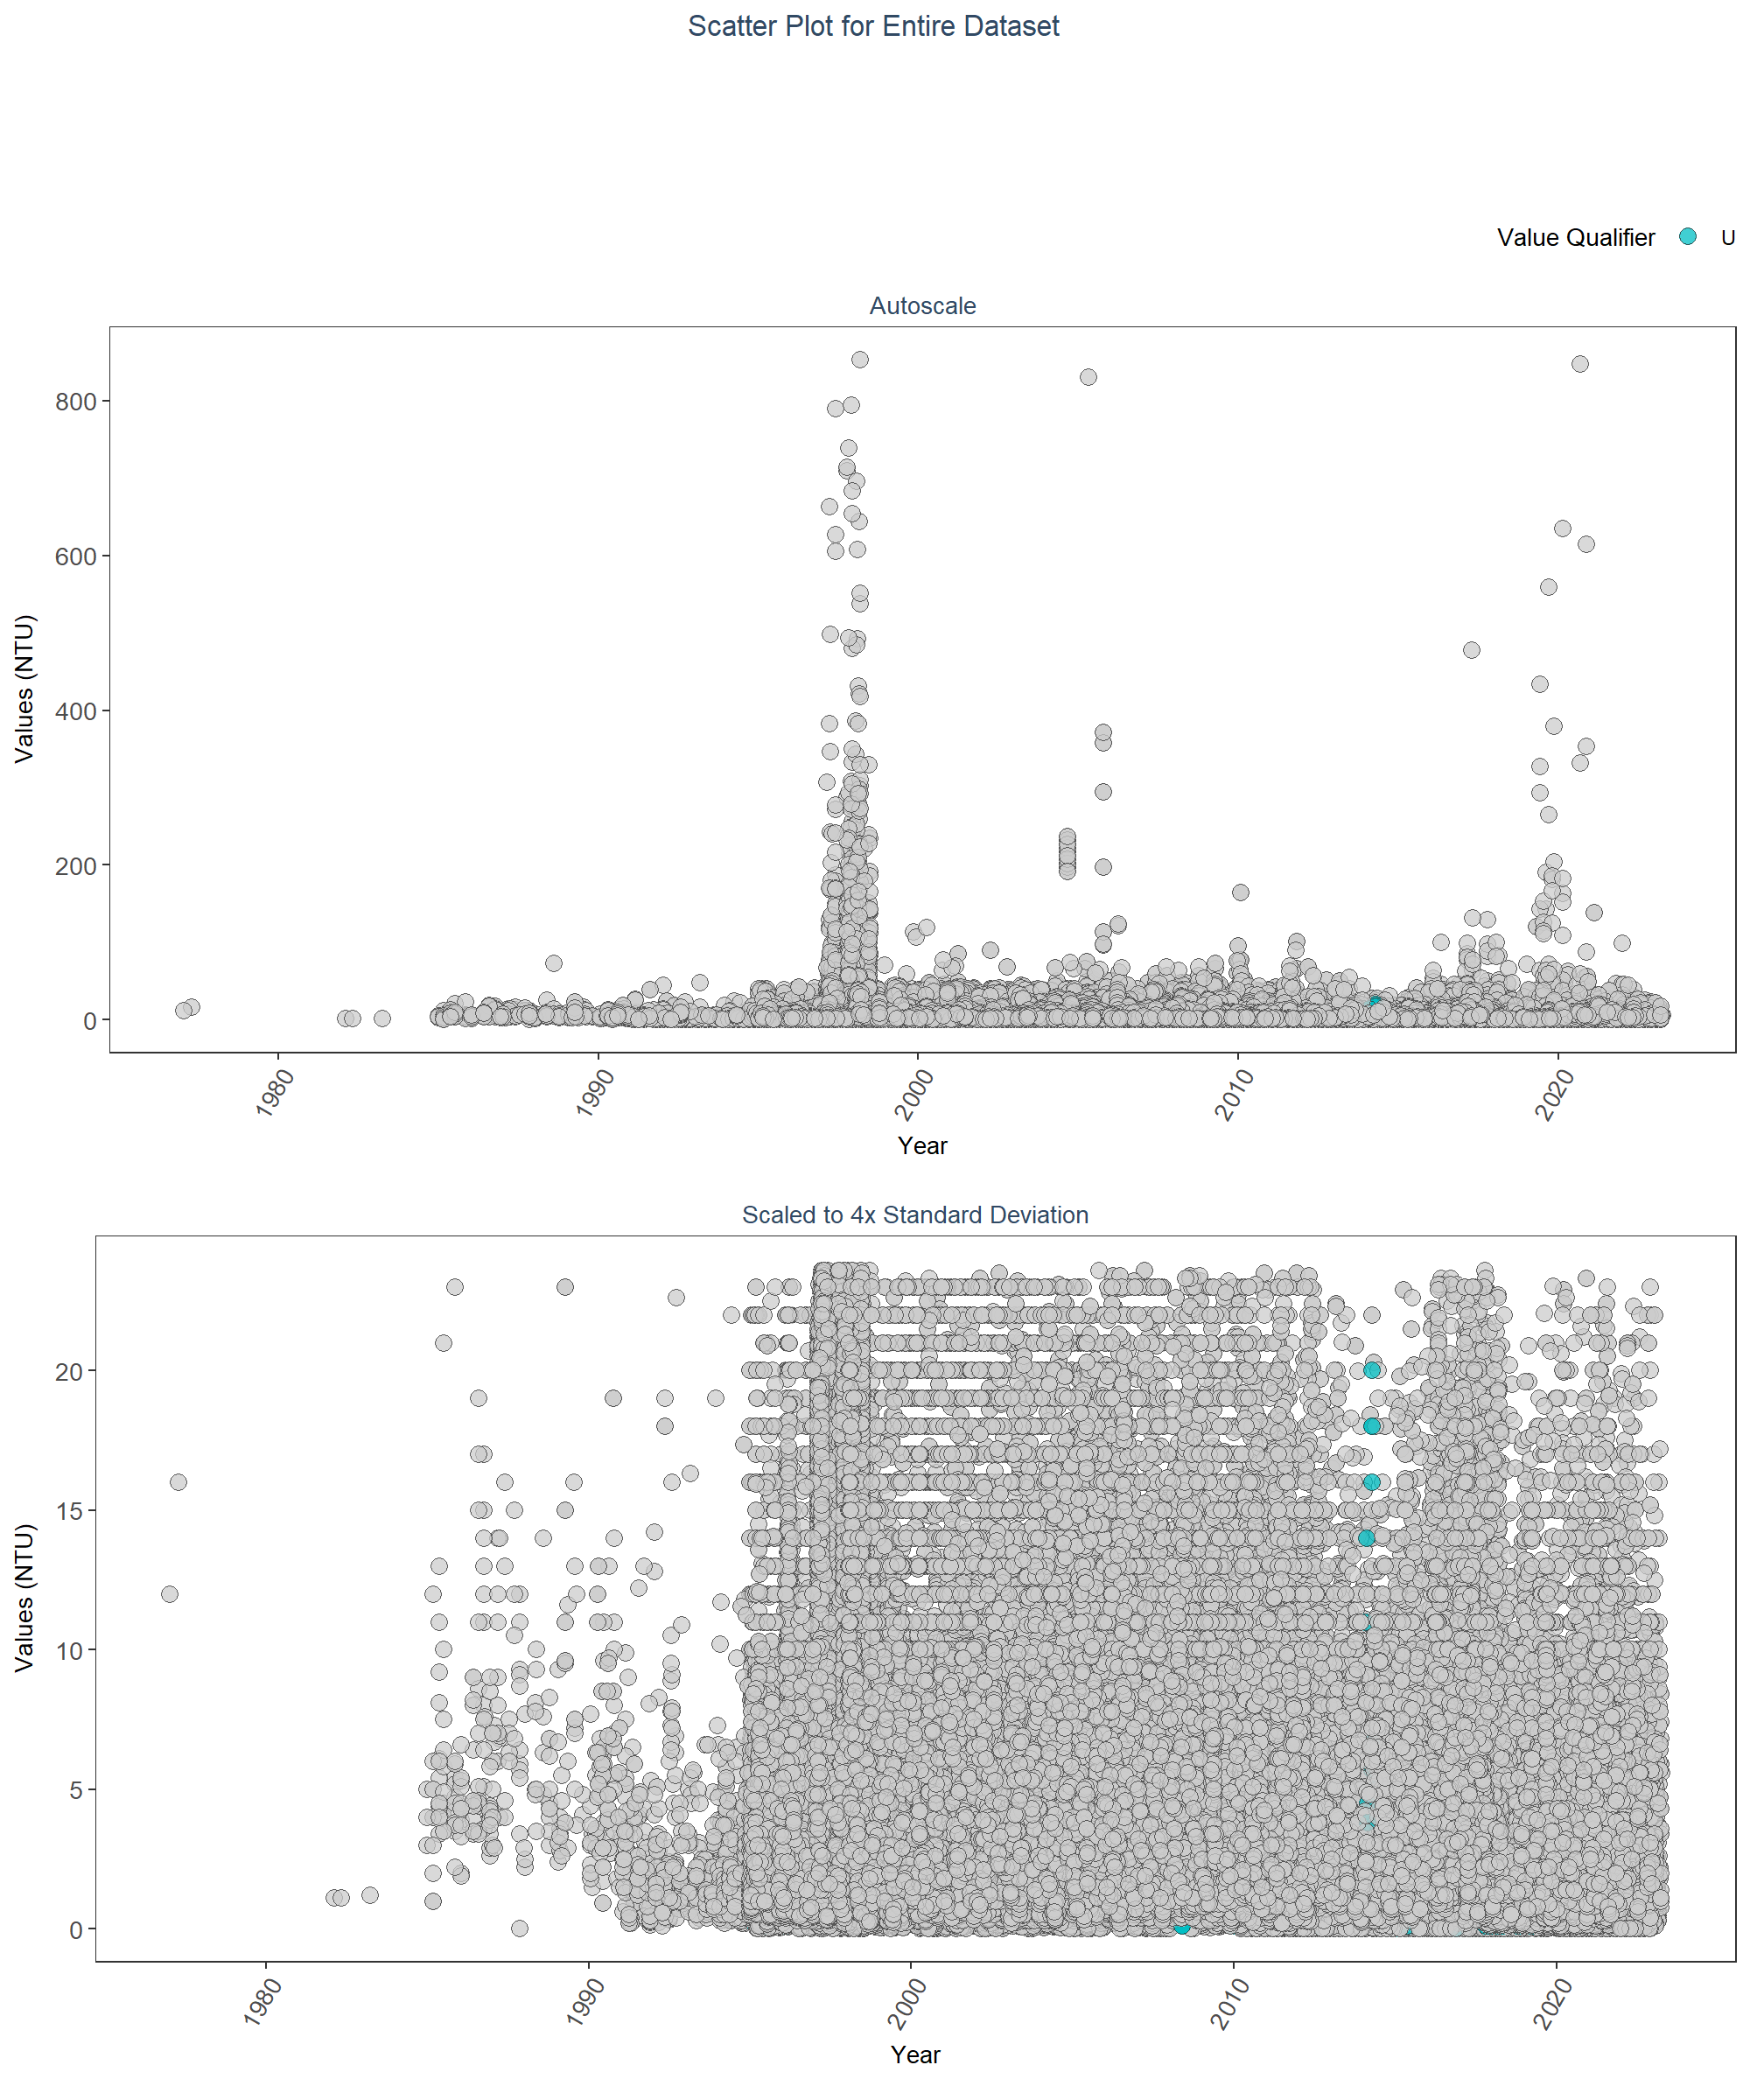 Scatter Plot for Entire Dataset
Value Qualifier U
Autoscale
Values (NTU)
800
600
400
200
0
1980 1990 2000 2010 2020
Year
Scaled to 4x Standard Deviation
Values (NTU)
20
15
10
5
0
1980 1990 2000 2010 2020
Year